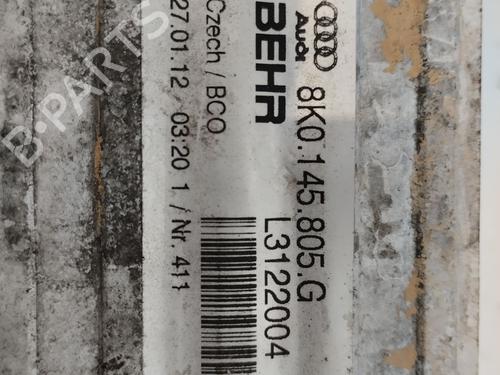 Audi
8K0.145.805.G
BEHR
L3122004
Czech / BCO
27.01.12 03:20 1. / Nr. 411
B-PARTS